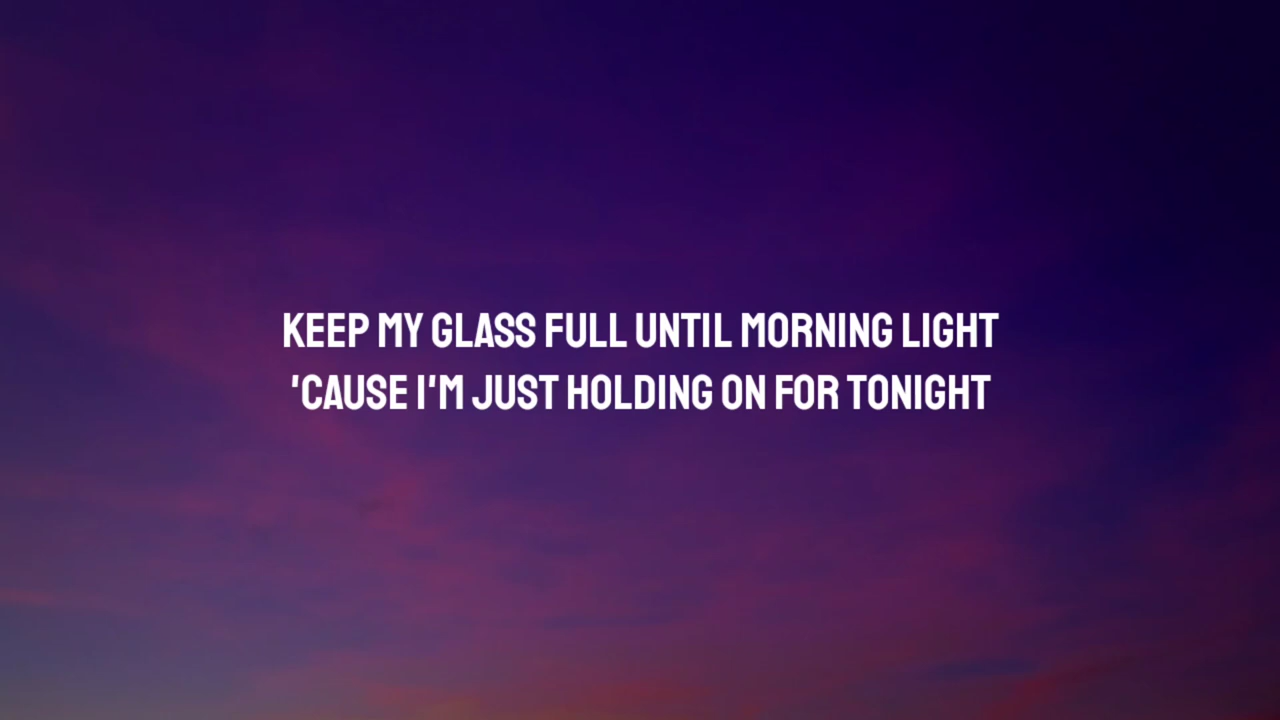 KEEP MY GLASS FULL UNTIL MORNING LIGHT
'CAUSE I'M JUST HOLDING ON FOR TONIGHT